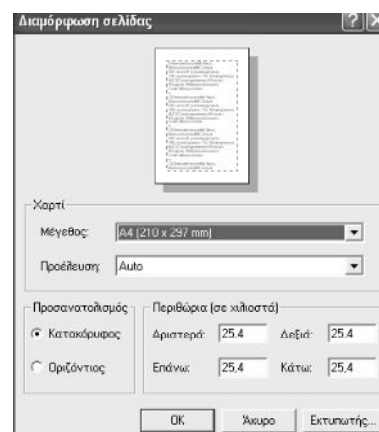 Διαμόρφωση σελίδας
Χαρτί
Μέγεθος: A4 (210 x 297 mm)
Προέλευση: Auto
Προσανατολισμός
Κατακόρυφος
Οριζόντιος
Περιθώρια (σε χιλιοστά)
Αριστερά: 25.4 Δεξιά: 25.4
Επάνω: 25,4 Κάτω: 25,4
OK Άκυρο Εκτυπωτής...